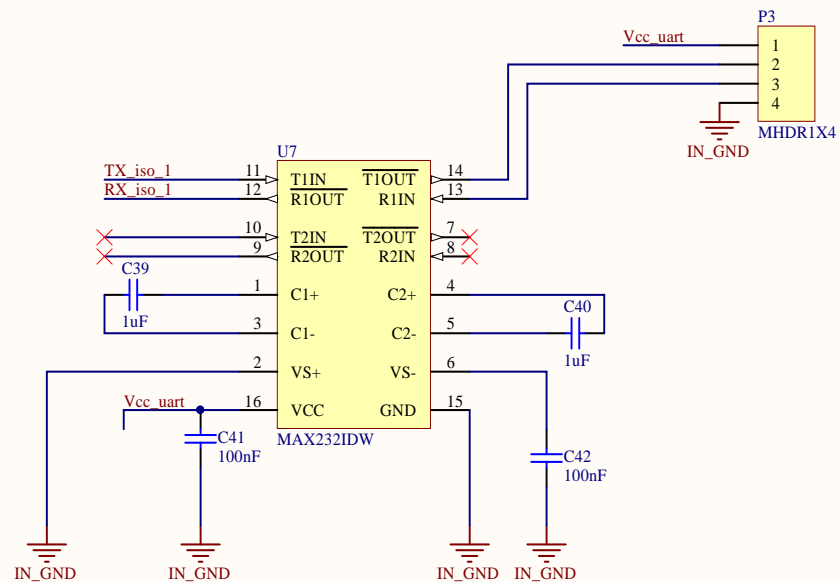 P3
Vcc_uart
1
2
3
4
MHDR1X4
IN_GND
U7
TX_iso_1 11 T1IN T1OUT 14
RX_iso_1 12 R1OUT R1IN 13
10 T2IN T2OUT 7
9 R2OUT R2IN 8
C39
1uF
1 C1+ C2+ 4
C40
1uF
3 C1- C2- 5
2 VS+ VS- 6
Vcc_uart 16 VCC GND 15
MAX232IDW
C41
100nF
C42
100nF
IN_GND IN_GND IN_GND IN_GND